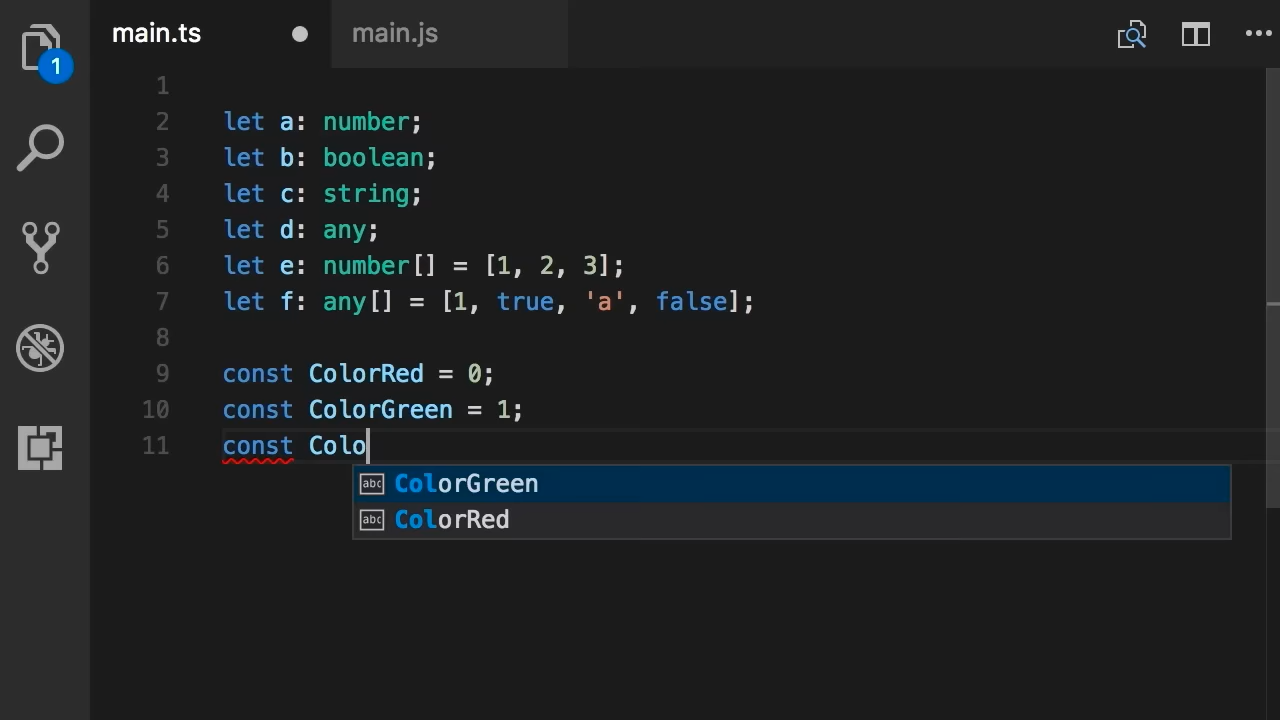 main.ts
main.js
1
1
2 let a: number;
3 let b: boolean;
4 let c: string;
5 let d: any;
6 let e: number[] = [1, 2, 3];
7 let f: any[] = [1, true, 'a', false];
8
9 const ColorRed = 0;
10 const ColorGreen = 1;
11 const Colo
abc ColorGreen
abc ColorRed